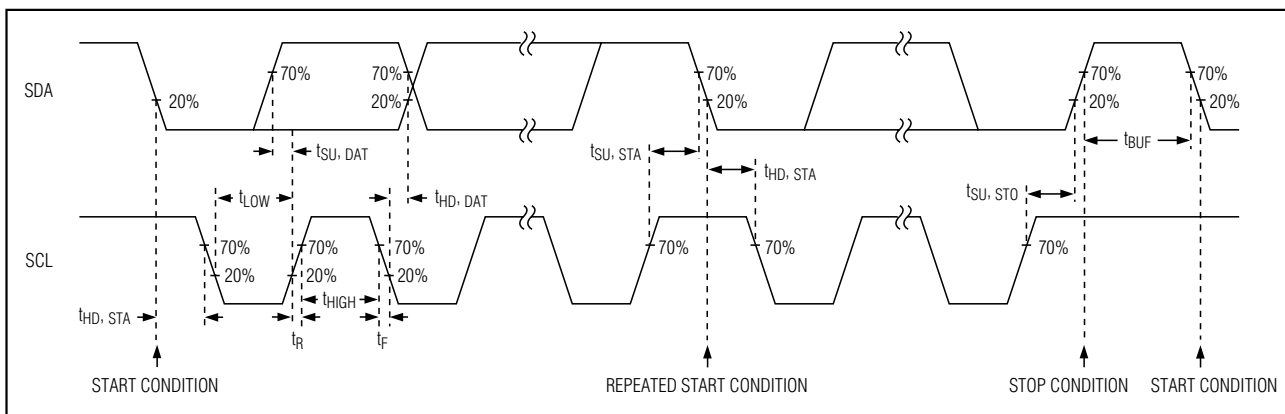 SDA
20%
70%
70%
20%
70%
20%
70%
20%
70%
20%
tSU, DAT
tHD, DAT
tSU, STA
tHD, STA
tBUF
tSU, STO
tLOW
SCL
70%
20%
70%
20%
70%
20%
70%
70%
70%
tHIGH
tHD, STA
tR
tF
START CONDITION
REPEATED START CONDITION
STOP CONDITION
START CONDITION